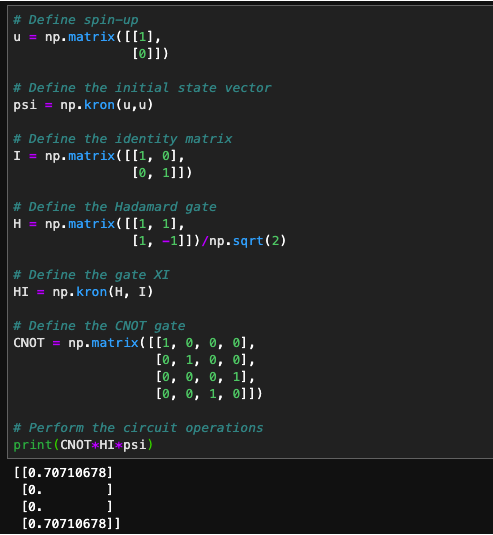 # Define spin-up
u = np.matrix([[1],
               [0]])
# Define the initial state vector
psi = np.kron(u,u)
# Define the identity matrix
I = np.matrix([[1, 0],
               [0, 1]])
# Define the Hadamard gate
H = np.matrix([[1, 1],
               [1, -1]])/np.sqrt(2)
# Define the gate XI
HI = np.kron(H, I)
# Define the CNOT gate
CNOT = np.matrix([[1, 0, 0, 0],
                  [0, 1, 0, 0],
                  [0, 0, 0, 1],
                  [0, 0, 1, 0]])
# Perform the circuit operations
print(CNOT*HI*psi)
[[0.70710678]
 [0.        ]
 [0.        ]
 [0.70710678]]